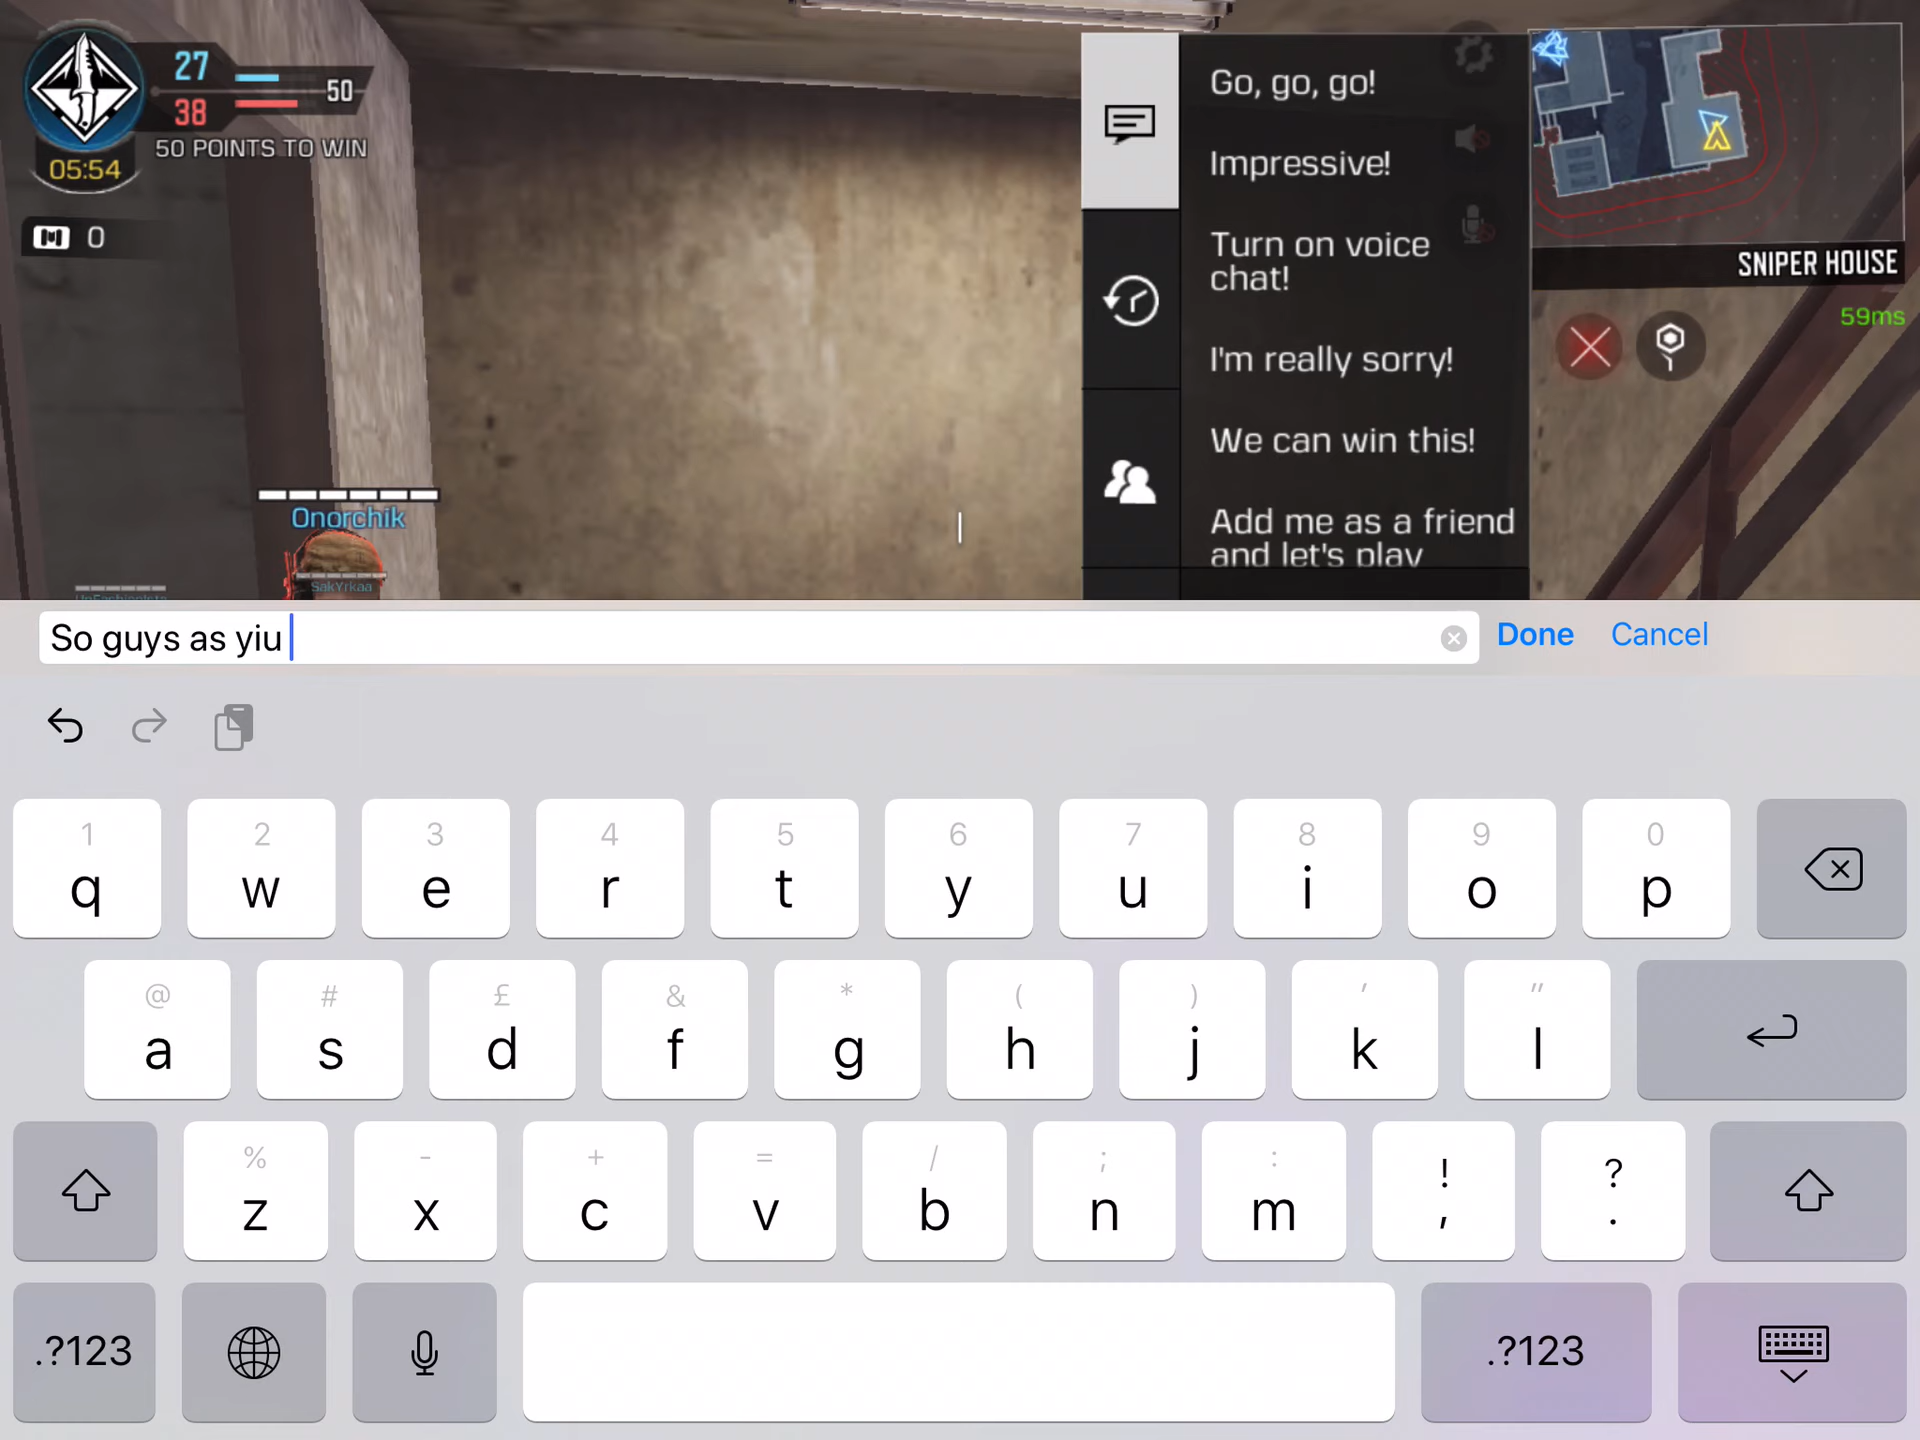 27
38
50
50 POINTS TO WIN
05:54
0
Go, go, go!
Impressive!
Turn on voice
chat!
I'm really sorry!
We can win this!
Add me as a friend
and let's play
SNIPER HOUSE
59ms
Onorchik
SakYrkaa
So guys as yiu
Done
Cancel
1 2 3 4 5 6 7 8 9 0
q w e r t y u i o p
@ # £ & * ( ) ' "
a s d f g h j k l
% - + = / ; : ! ?
z x c v b n m , .
.?123
.?123